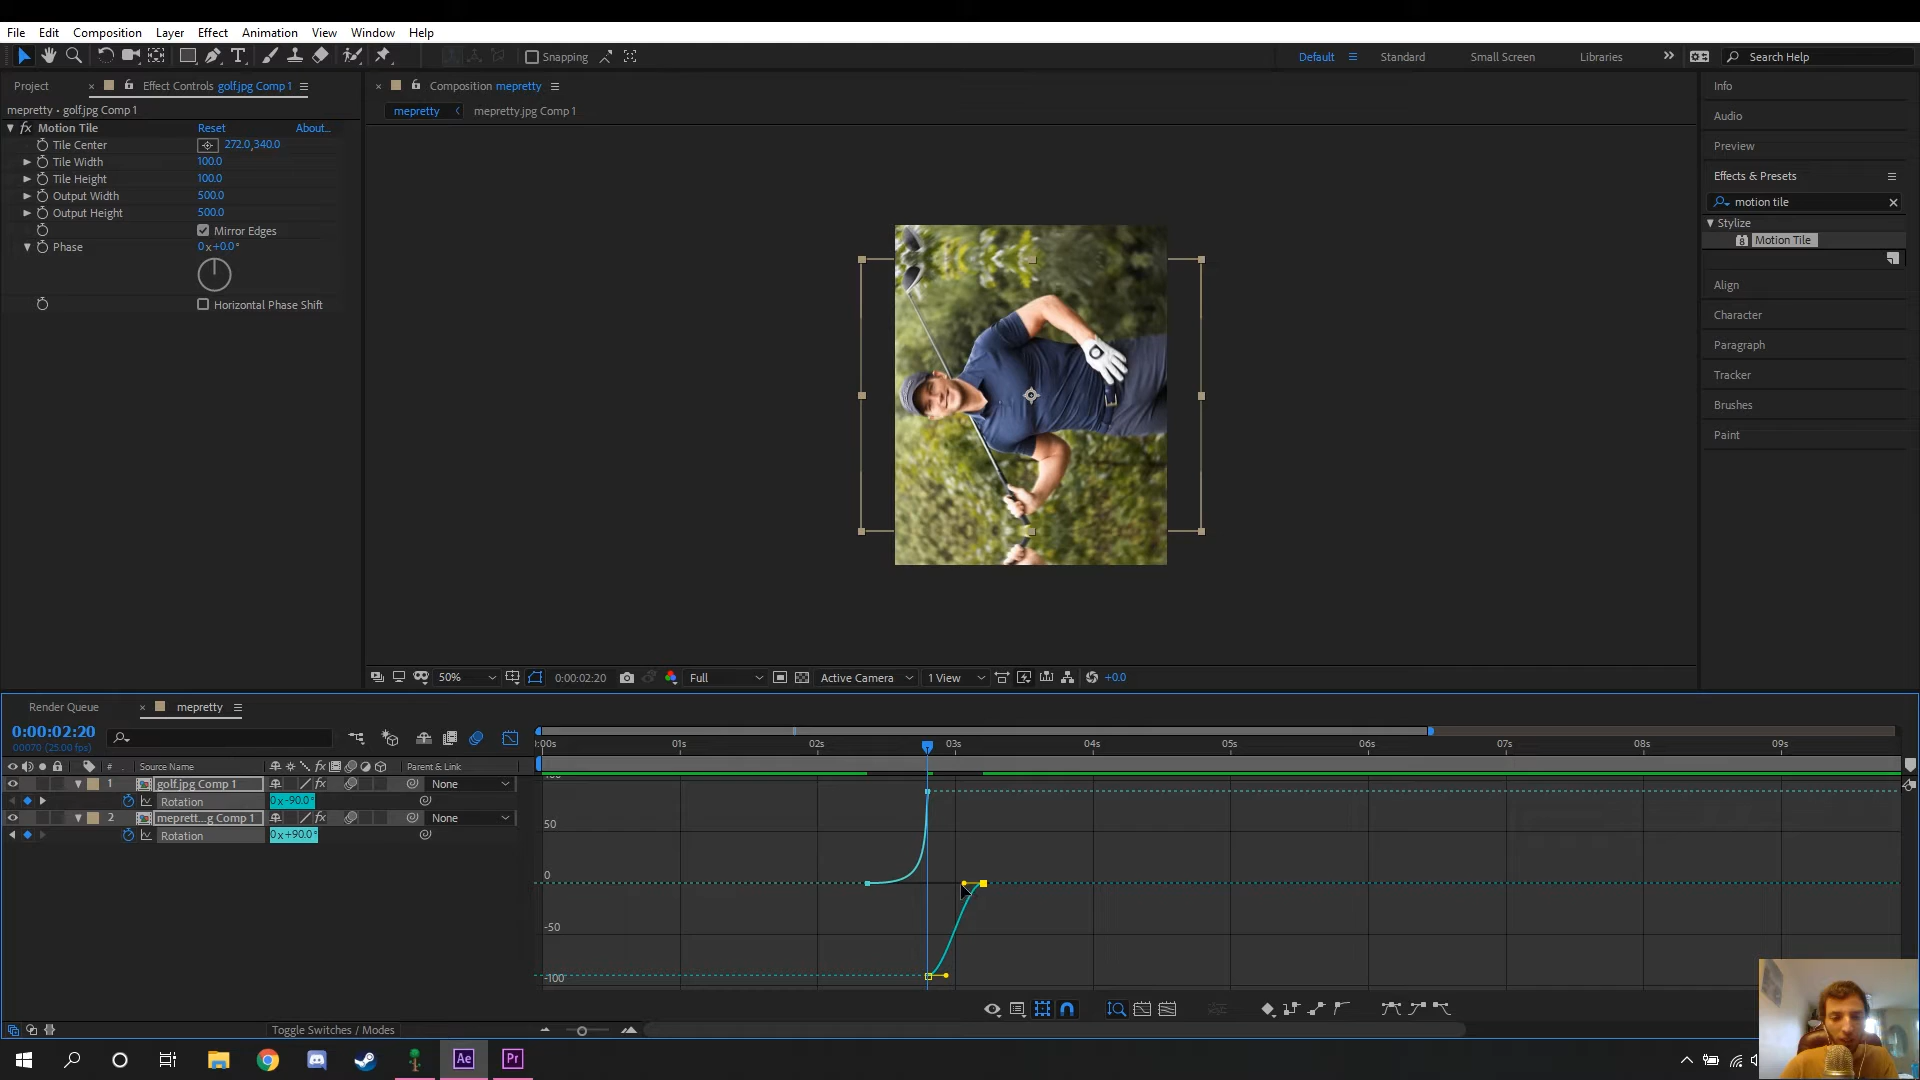 File Edit Composition Layer Effect Animation View Window Help
Snapping Default Standard Small Screen Libraries Search Help
Project Effect Controls golf.jpg Comp 1 Composition mepretty Info
mepretty • golf.jpg Comp 1 mepretty mepretty.jpg Comp 1 Audio
fx Motion Tile Reset About...
Tile Center 272.0,340.0 Preview
Tile Width 100.0
Tile Height 100.0 Effects & Presets
Output Width 500.0 motion tile
Output Height 500.0 Stylize
Mirror Edges Motion Tile
Phase 0x+0.0°
Horizontal Phase Shift
Align
Character
Paragraph
Tracker
Brushes
Paint
50% 0:00:02:20 Full Active Camera 1 View +0.0
Render Queue mepretty
0:00:02:20
00070 (25.00 fps)
:00s 01s 02s 03s 04s 05s 06s 07s 08s 09s
# Source Name fx Parent & Link
1 golf.jpg Comp 1 fx None
Rotation 0x-90.0°
2 meprett...g Comp 1 fx None
Rotation 0x+90.0°
50
0
-50
-100
Toggle Switches / Modes
Ae Pr